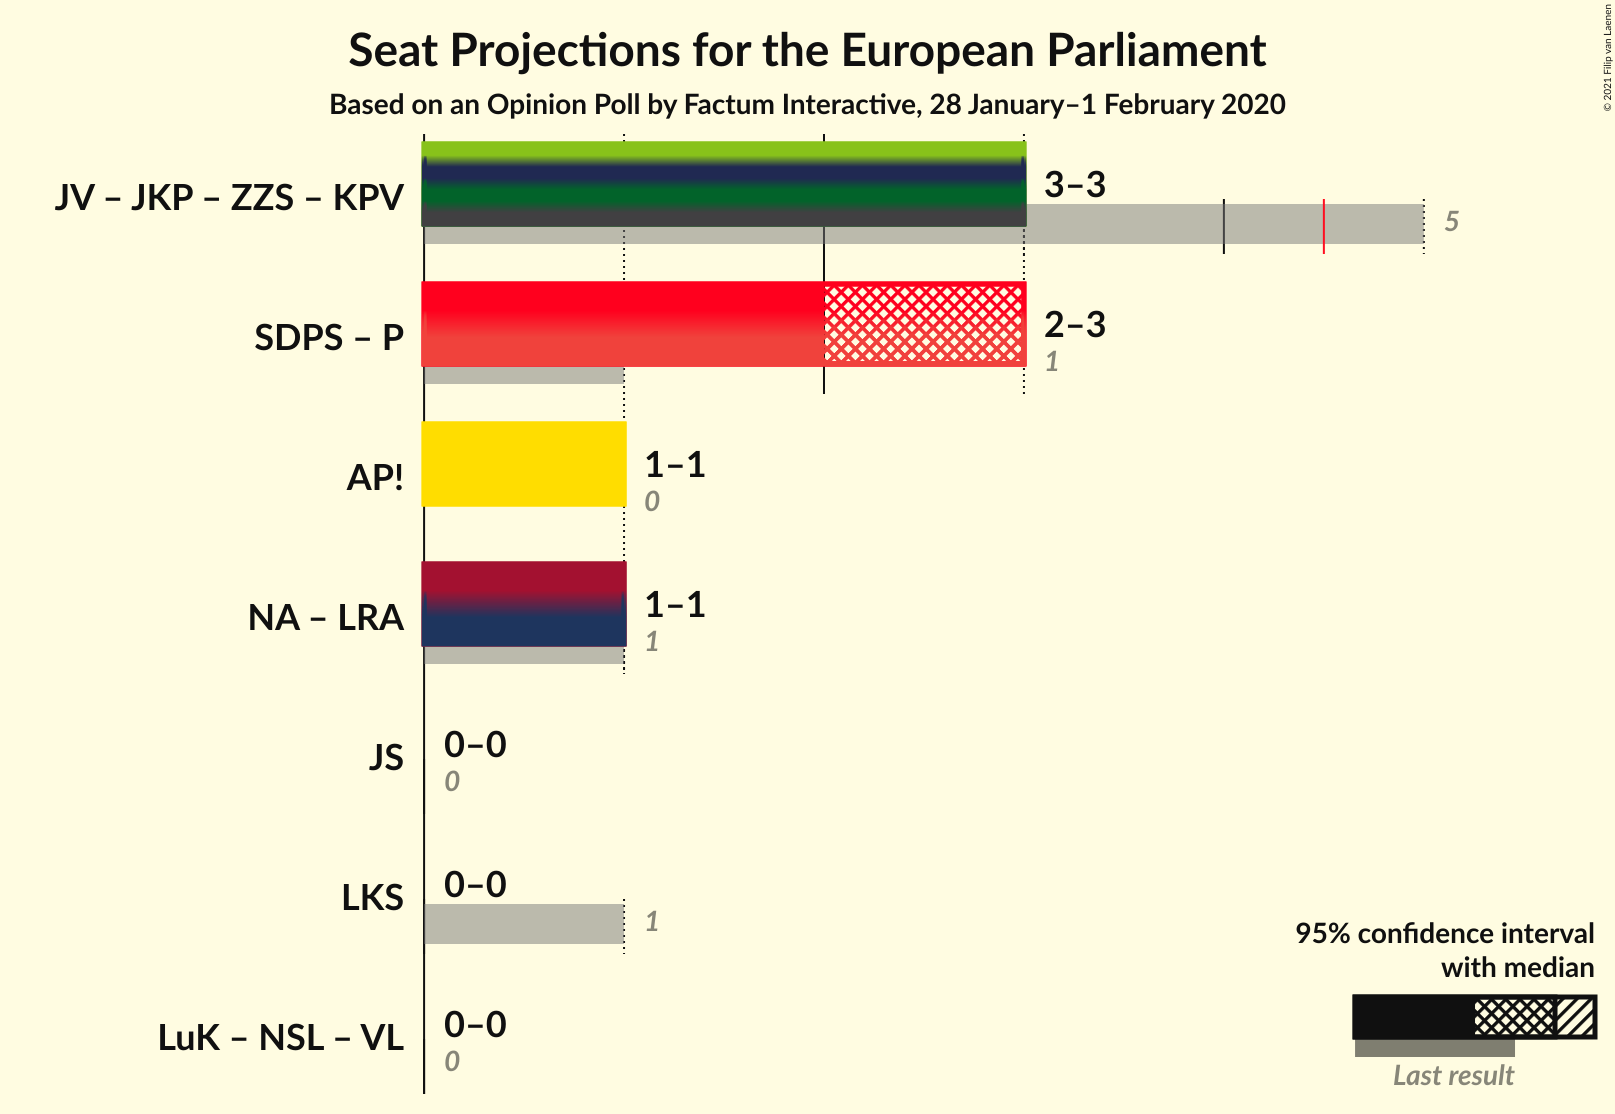 Seat Projections for the European Parliament
Based on an Opinion Poll by Factum Interactive, 28 January–1 February 2020
© 2021 Filip van Laenen
JV – JKP – ZZS – KPV
3–3
5
SDPS – P
2–3
1
AP!
1–1
0
NA – LRA
1–1
1
JS
0–0
0
LKS
0–0
1
LuK – NSL – VL
0–0
0
95% confidence interval
with median
Last result